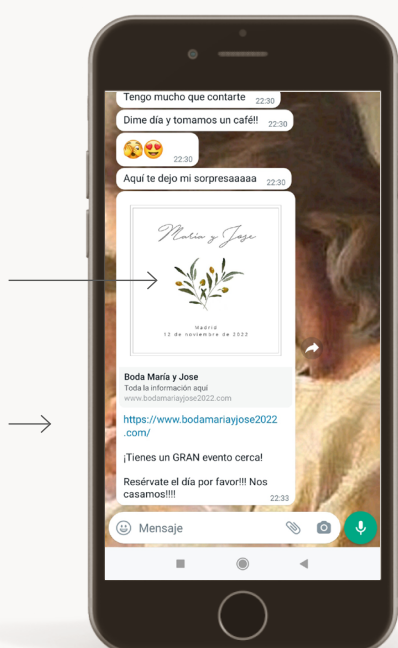 Tengo mucho que contarte 22:30
Dime día y tomamos un café!! 22:30
22:30
Aquí te dejo mi sorpresaaaaa 22:30
María y Jose
Madrid
12 de noviembre de 2022
Boda María y Jose
Toda la información aquí
www.bodamariayjose2022.com
https://www.bodamariayjose2022
.com/
¡Tienes un GRAN evento cerca!
Resérvate el día por favor!!! Nos
casamos!!!! 22:33
Mensaje